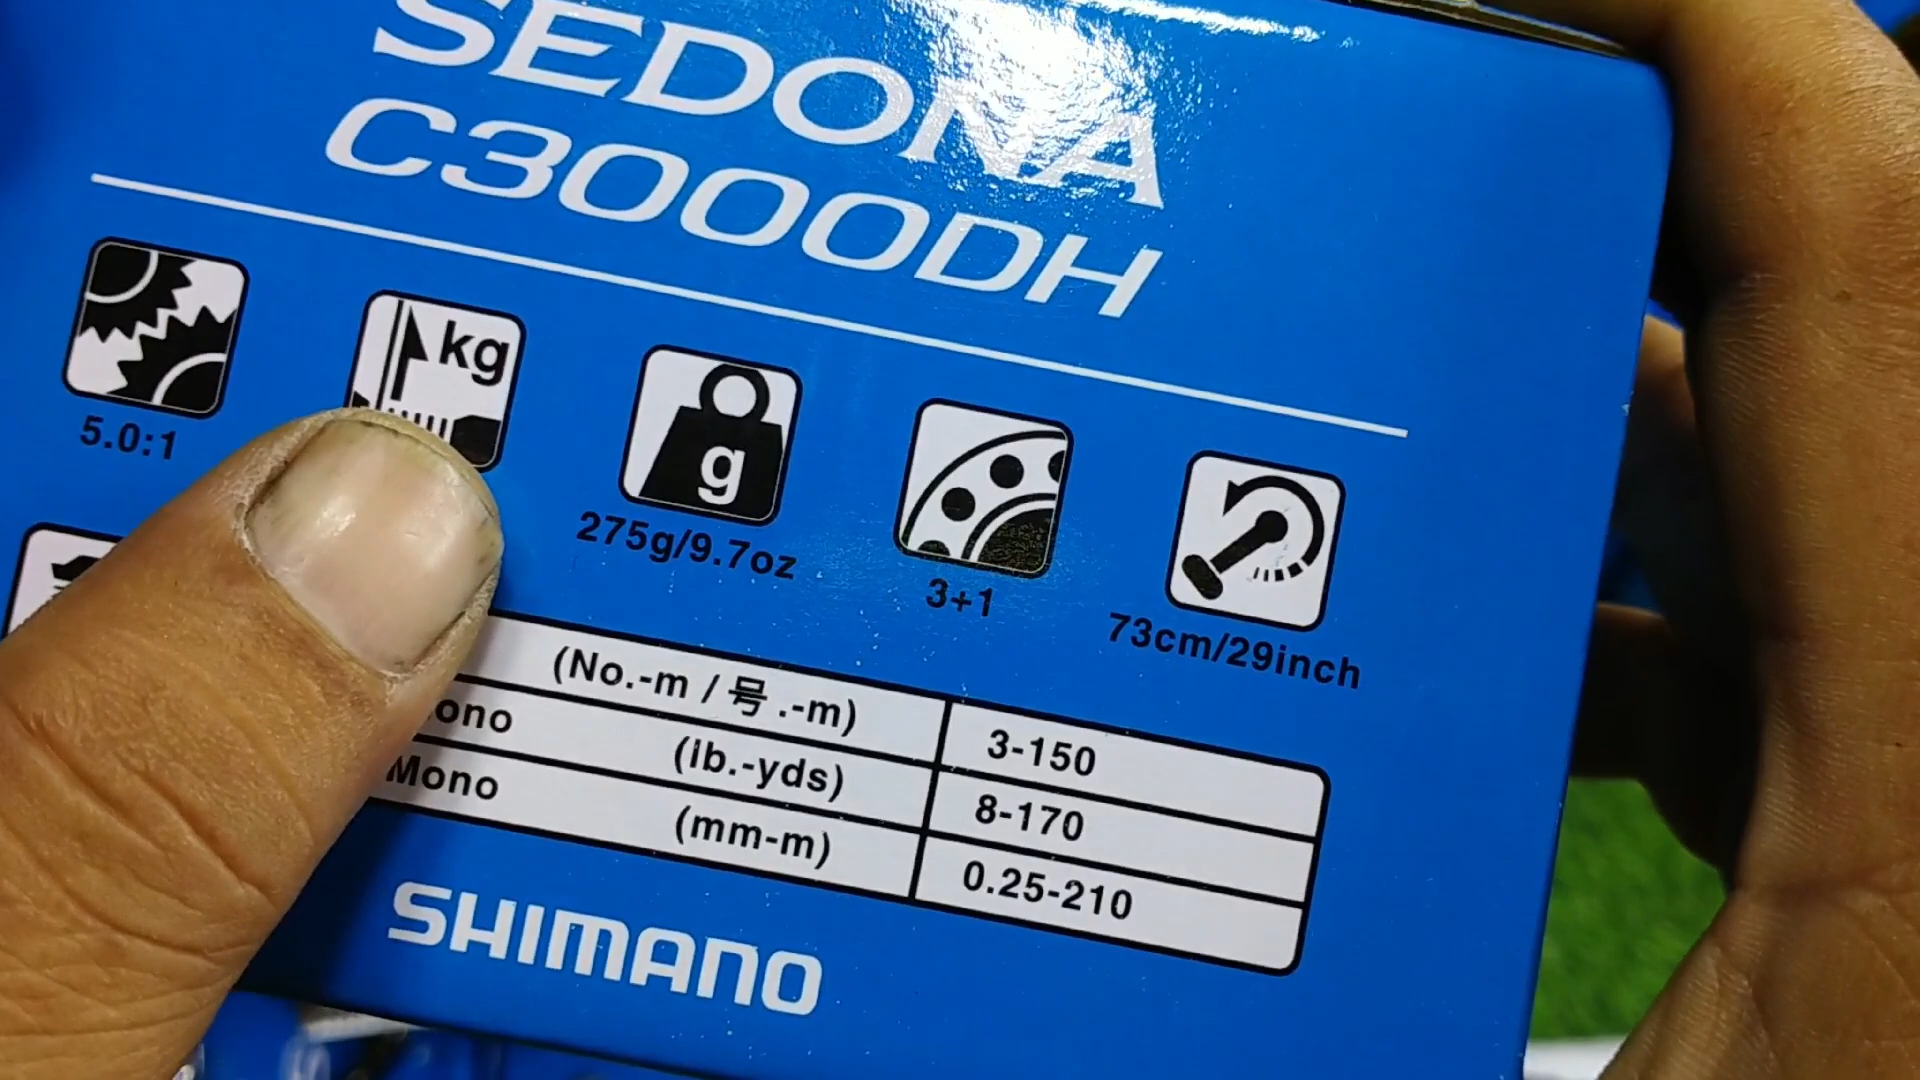 SEDONA
C3000DH
kg
g
5.0:1
275g/9.7oz
3+1
73cm/29inch
(No.-m / 号.-m) 3-150
ono (lb.-yds) 8-170
Mono (mm-m) 0.25-210
SHIMANO